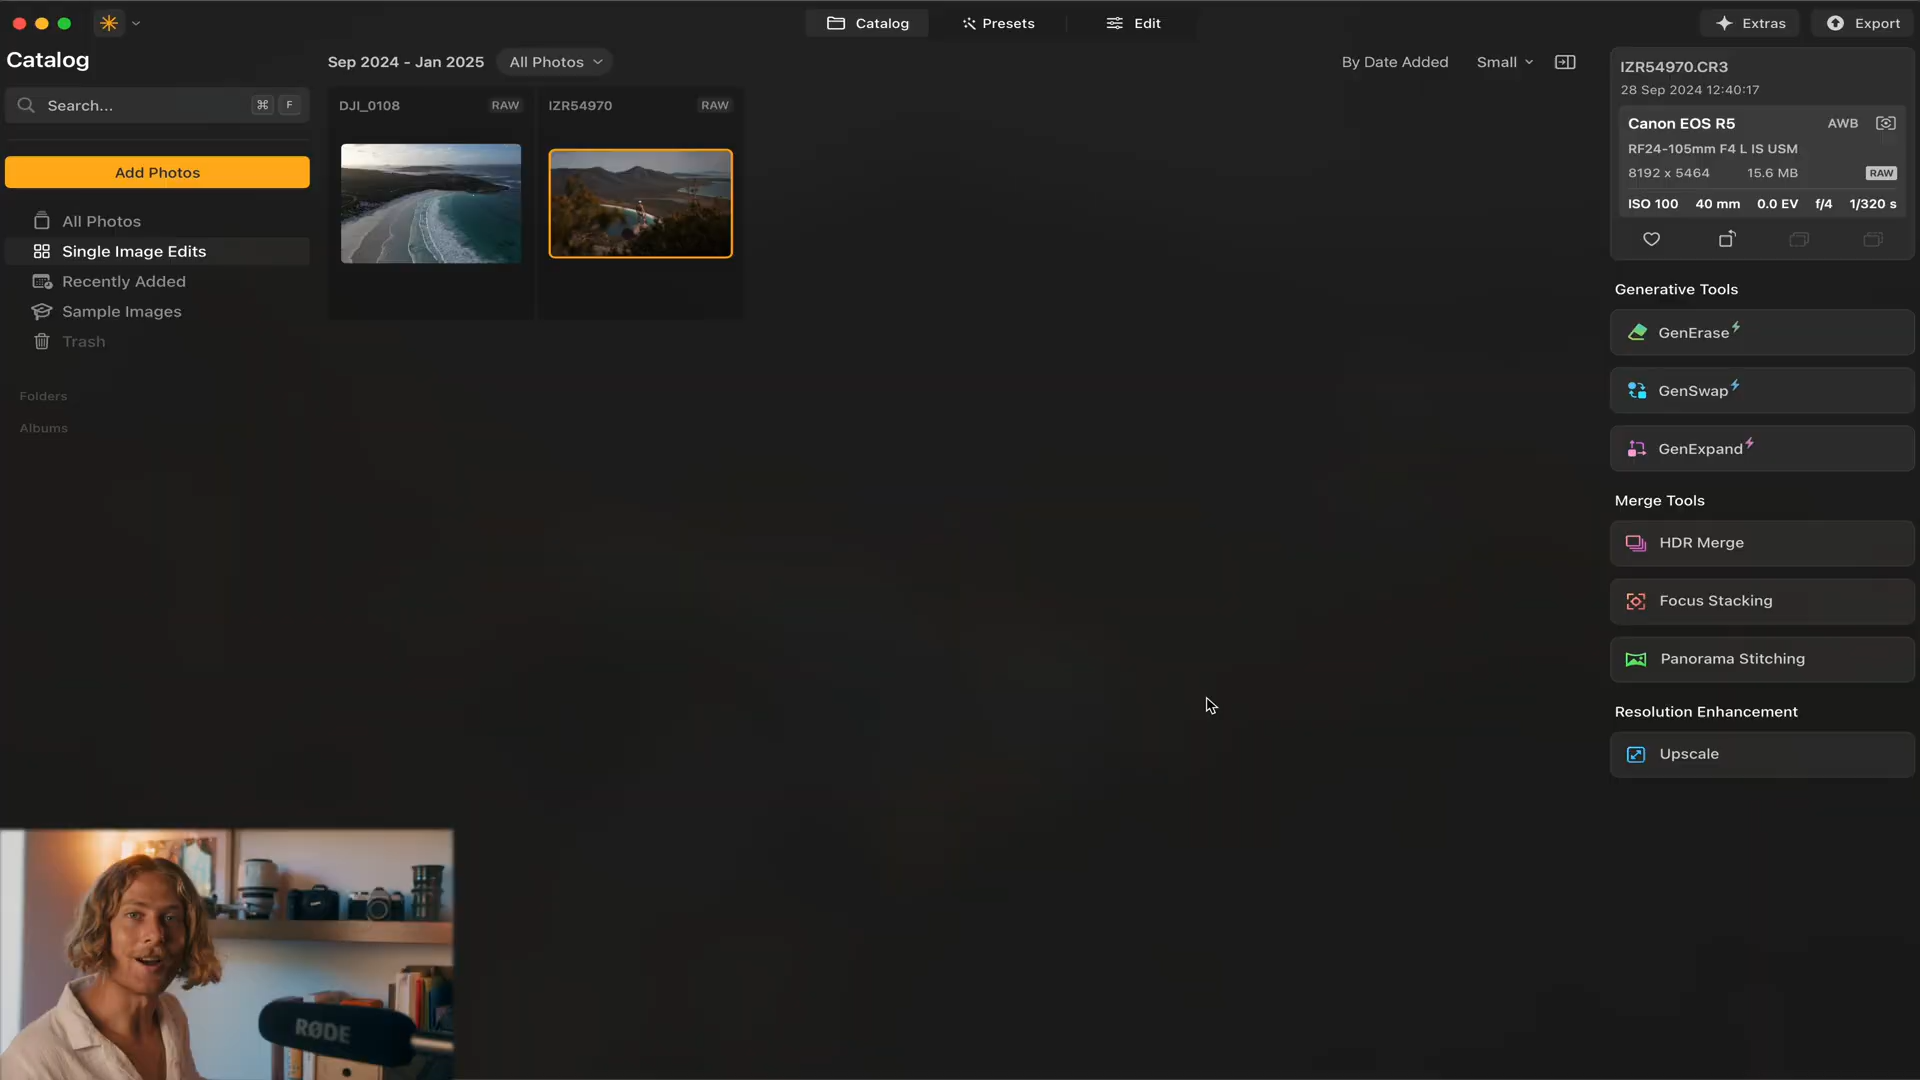 Catalog
Presets
Edit
Extras
Export
Catalog
Search...
⌘ F
Add Photos
All Photos
Single Image Edits
Recently Added
Sample Images
Trash
Folders
Albums
Sep 2024 - Jan 2025
All Photos
By Date Added
Small
DJI_0108
RAW
IZR54970
RAW
IZR54970.CR3
28 Sep 2024 12:40:17
Canon EOS R5
AWB
RF24-105mm F4 L IS USM
8192 x 5464
15.6 MB
RAW
ISO 100
40 mm
0.0 EV
f/4
1/320 s
Generative Tools
GenErase
GenSwap
GenExpand
Merge Tools
HDR Merge
Focus Stacking
Panorama Stitching
Resolution Enhancement
Upscale
RØDE